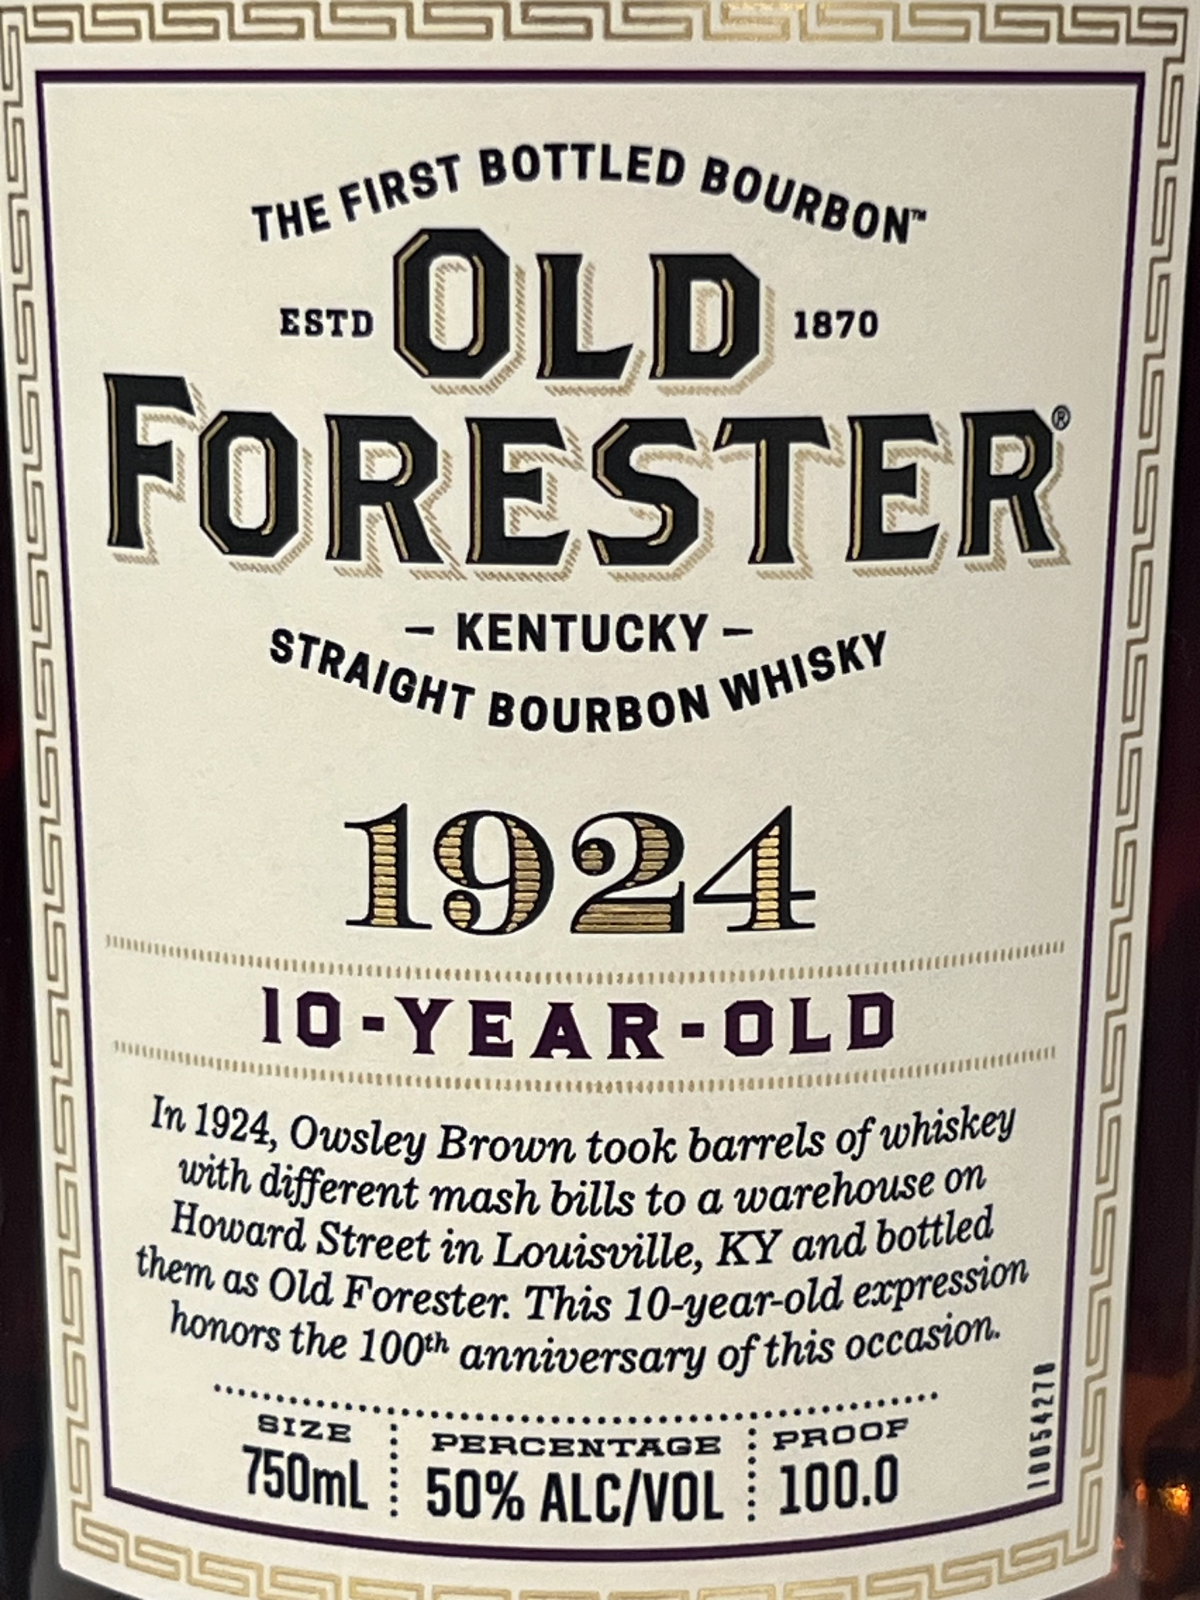 THE FIRST BOTTLED BOURBON™
ESTD OLD 1870
FORESTER®
– KENTUCKY –
STRAIGHT BOURBON WHISKY
1924
10-YEAR-OLD
In 1924, Owsley Brown took barrels of whiskey
with different mash bills to a warehouse on
Howard Street in Louisville, KY and bottled
them as Old Forester. This 10-year-old expression
honors the 100th anniversary of this occasion.
SIZE PERCENTAGE PROOF
750mL 50% ALC/VOL 100.0
10054270